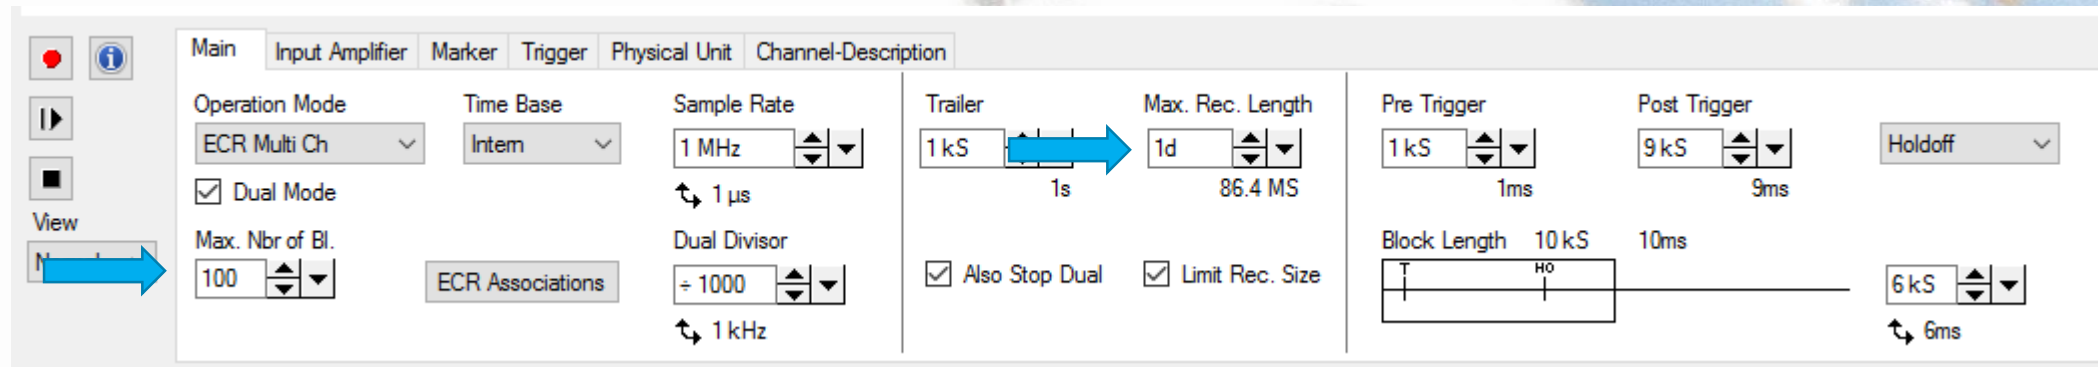 Main Input Amplifier Marker Trigger Physical Unit Channel-Description
Operation Mode Time Base Sample Rate Trailer Max. Rec. Length Pre Trigger Post Trigger
ECR Multi Ch Intern 1 MHz 1 kS 1d 1 kS 9 kS Holdoff
Dual Mode 1 µs 1s 86.4 MS 1ms 9ms
View
Max. Nbr of Bl. Dual Divisor Block Length 10 kS 10ms
100 ECR Associations ÷ 1000 Also Stop Dual Limit Rec. Size T HO 6 kS
1 kHz 6ms